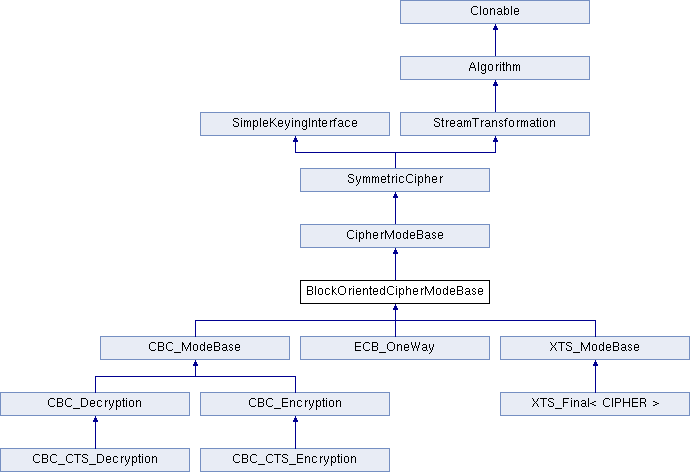 Clonable
Algorithm
SimpleKeyingInterface
StreamTransformation
SymmetricCipher
CipherModeBase
BlockOrientedCipherModeBase
CBC_ModeBase
ECB_OneWay
XTS_ModeBase
CBC_Decryption
CBC_Encryption
XTS_Final< CIPHER >
CBC_CTS_Decryption
CBC_CTS_Encryption